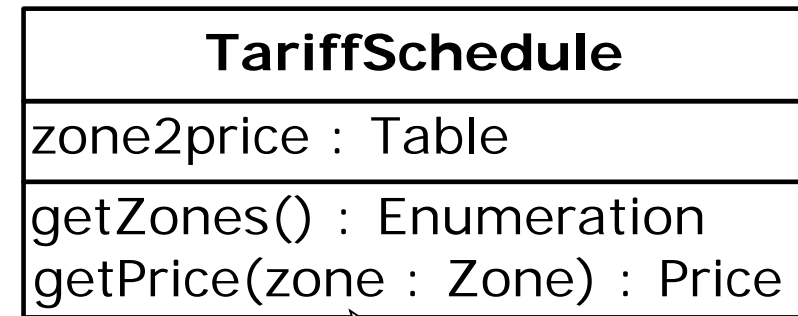 TariffSchedule
zone2price : Table
getZones() : Enumeration
getPrice(zone : Zone) : Price